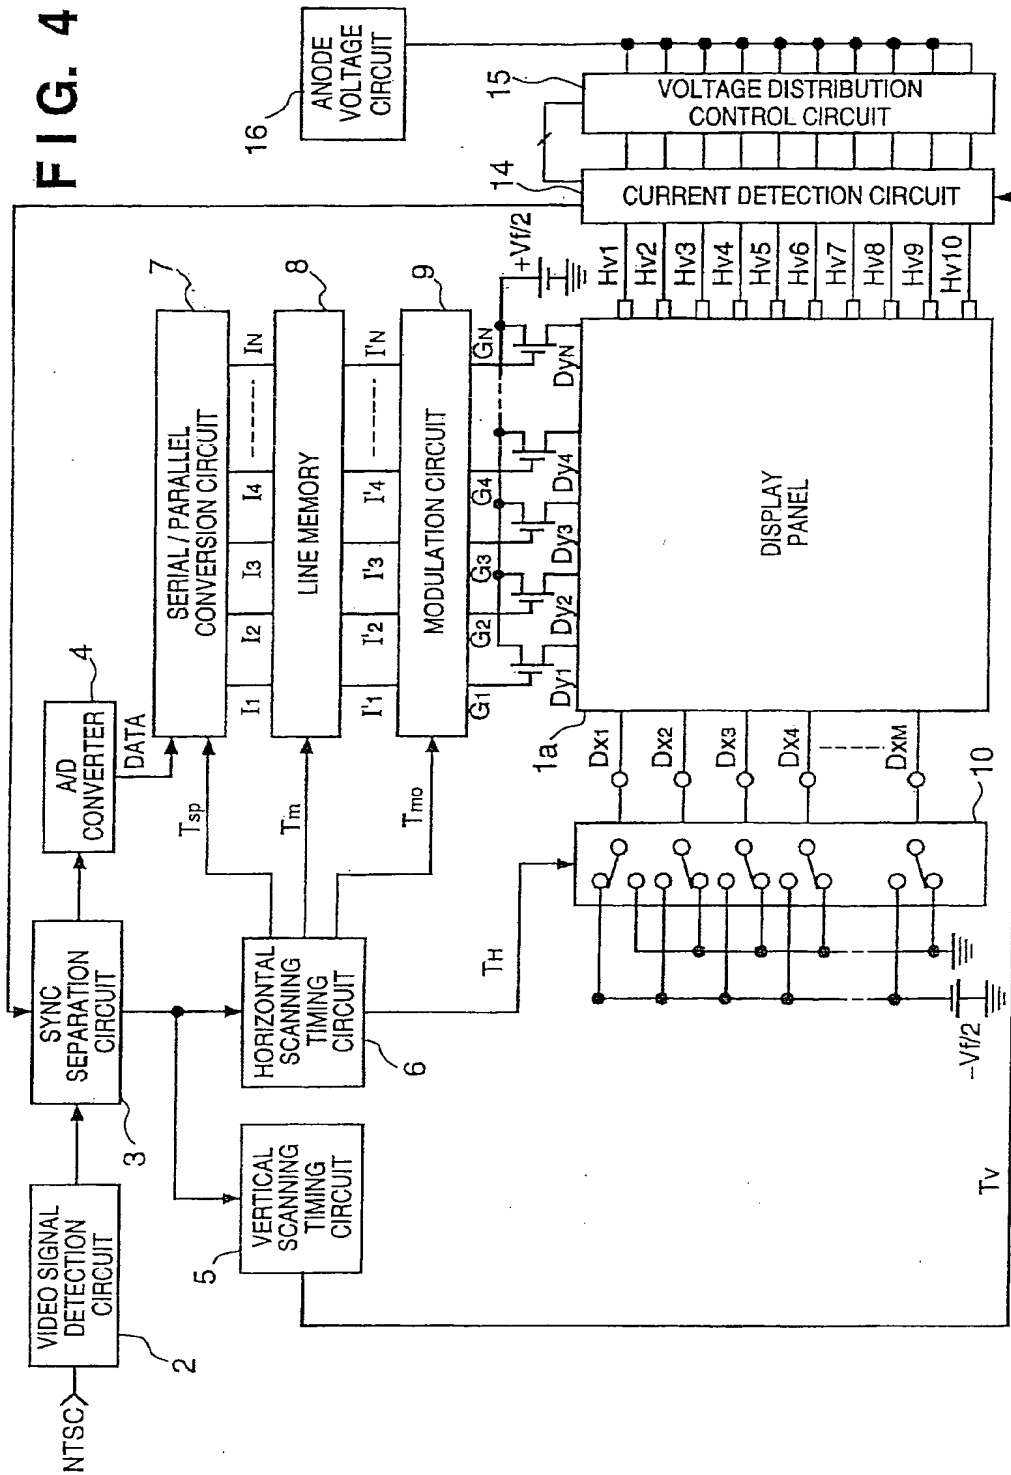 FIG. 4
NTSC
VIDEO SIGNAL
DETECTION
CIRCUIT
2
SYNC
SEPARATION
CIRCUIT
3
A/D
CONVERTER
4
DATA
VERTICAL
SCANNING
TIMING
CIRCUIT
5
HORIZONTAL
SCANNING
TIMING
CIRCUIT
6
Tsp
Tm
Tmo
TH
TV
SERIAL / PARALLEL
CONVERSION CIRCUIT
7
I1 I2 I3 I4 IN
LINE MEMORY
8
I'1 I'2 I'3 I'4 I'N
MODULATION CIRCUIT
9
G1 G2 G3 G4 GN
+Vf/2
Dy1 Dy2 Dy3 Dy4 DyN
1a
DISPLAY
PANEL
Dx1
Dx2
Dx3
Dx4
DxM
10
-Vf/2
Hv1
Hv2
Hv3
Hv4
Hv5
Hv6
Hv7
Hv8
Hv9
Hv10
14
CURRENT DETECTION CIRCUIT
15
VOLTAGE DISTRIBUTION
CONTROL CIRCUIT
16
ANODE
VOLTAGE
CIRCUIT